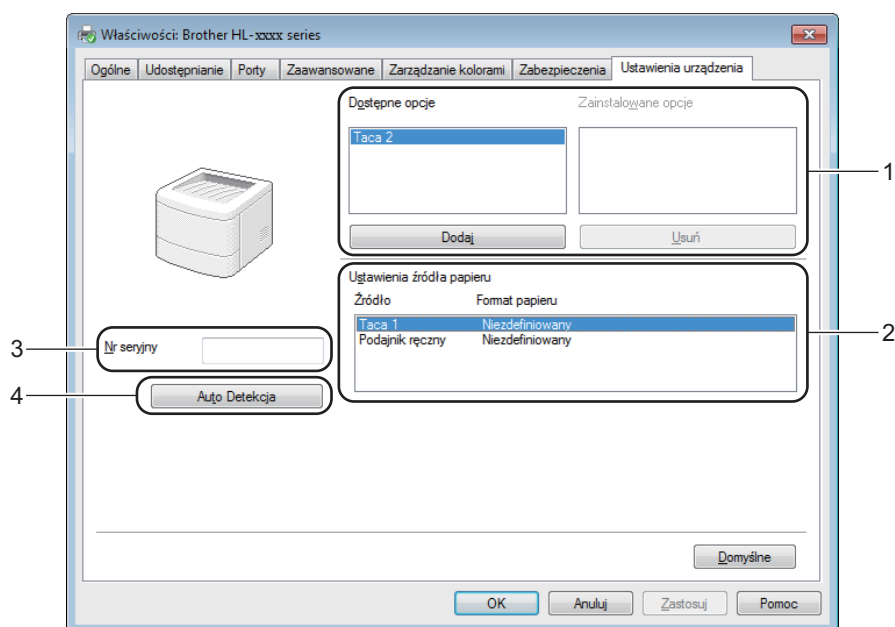 Właściwości: Brother HL-xxxx series
Ogólne Udostępnianie Porty Zaawansowane Zarządzanie kolorami Zabezpieczenia Ustawienia urządzenia
Dostępne opcje Zainstalowane opcje
Taca 2
1
Dodaj Usuń
Ustawienia źródła papieru
Źródło Format papieru
Taca 1 Niezdefiniowany
2
Podajnik ręczny Niezdefiniowany
3 Nr seryjny
4 Auto Detekcja
Domyślne
OK Anuluj Zastosuj Pomoc